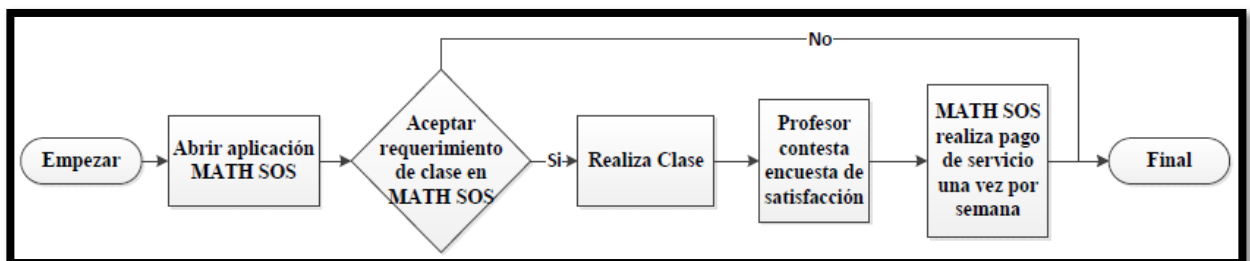 No
Empezar
Abrir aplicación
MATH SOS
Aceptar
requerimiento
de clase en
MATH SOS
Si
Realiza Clase
Profesor
contesta
encuesta de
satisfacción
MATH SOS
realiza pago
de servicio
una vez por
semana
Final